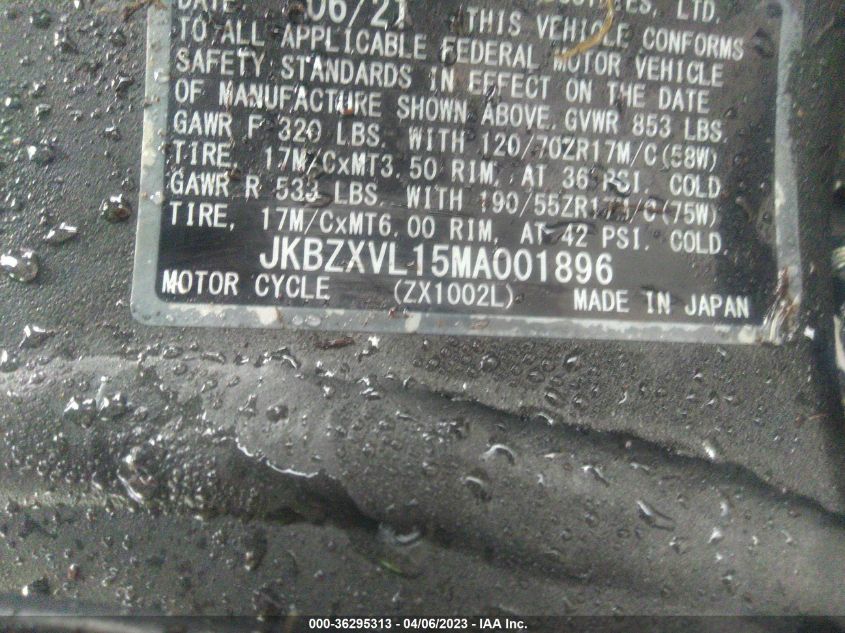 DATE 06/21 LTD.
THIS VEHICLE CONFORMS
TO ALL APPLICABLE FEDERAL MOTOR VEHICLE
SAFETY STANDARDS IN EFFECT ON THE DATE
OF MANUFACTURE SHOWN ABOVE. GVWR 853 LBS.
GAWR F 320 LBS. WITH 120/70ZR17M/C(58W)
TIRE, 17M/CxMT3.50 RIM, AT 36 PSI. COLD
GAWR R 533 LBS. WITH 190/55ZR17M/C(75W)
TIRE, 17M/CxMT6.00 RIM, AT 42 PSI. COLD.
JKBZXVL15MA001896
MOTOR CYCLE (ZX1002L) MADE IN JAPAN
000-36295313 - 04/06/2023 - IAA Inc.